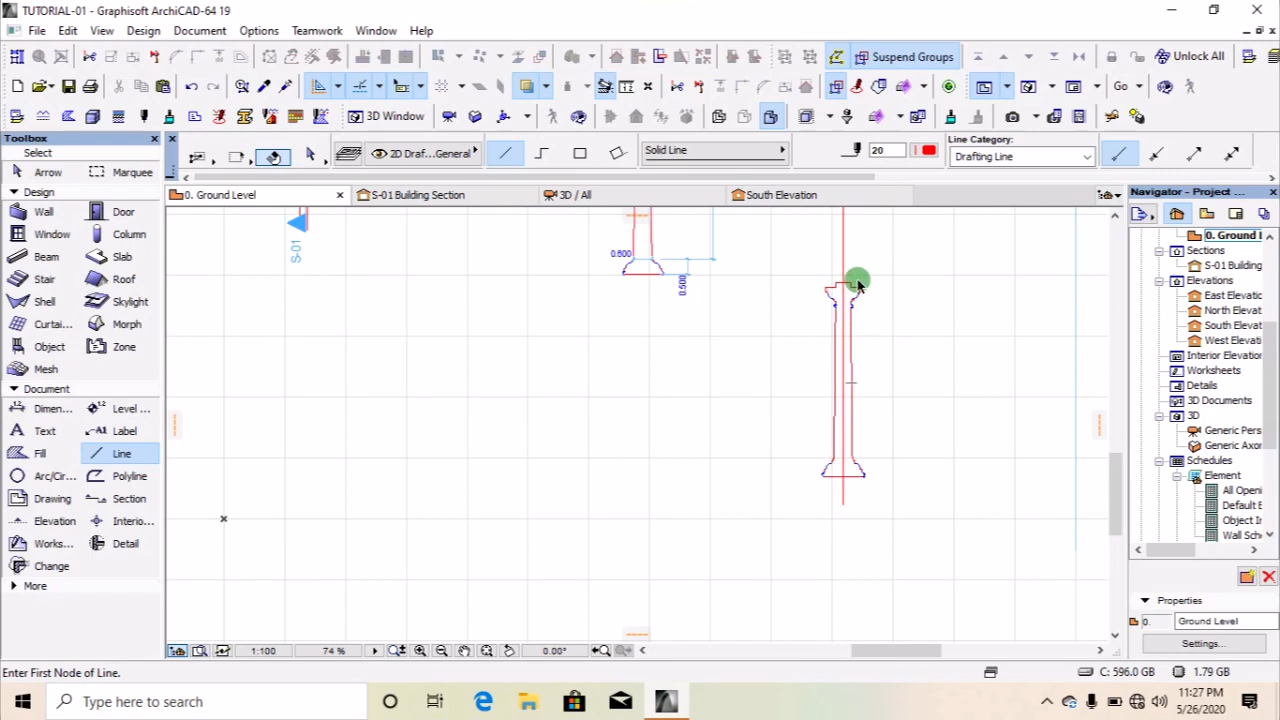 TUTORIAL-01 - Graphisoft ArchiCAD-64 19
File Edit View Design Document Options Teamwork Window Help
Suspend Groups
Unlock All
Go
3D Window
Toolbox
Select
Arrow Marquee
Design
Wall Door
Window Column
Beam Slab
Stair Roof
Shell Skylight
Curtai... Morph
Object Zone
Mesh
Document
Dimen... Level ...
Text Label
Fill Line
Arc/Cir... Polyline
Drawing Section
Elevation Interio...
Works... Detail
Change
More
2D Draf...General
Solid Line
20
Line Category:
Drafting Line
0. Ground Level
S-01 Building Section
3D / All
South Elevation
S-01
0.600
0.500
Navigator - Project ...
0. Ground l
Sections
S-01 Building
Elevations
East Elevatio
North Elevat
South Elevat
West Elevatio
Interior Elevation
Worksheets
Details
3D Documents
3D
Generic Persp
Generic Axon
Schedules
Element
All Openi
Default E
Object In
Wall Sch
Properties
0. Ground Level
Settings...
1:100
74 %
0.00°
Enter First Node of Line.
C: 596.0 GB
1.79 GB
Type here to search
11:27 PM
5/26/2020